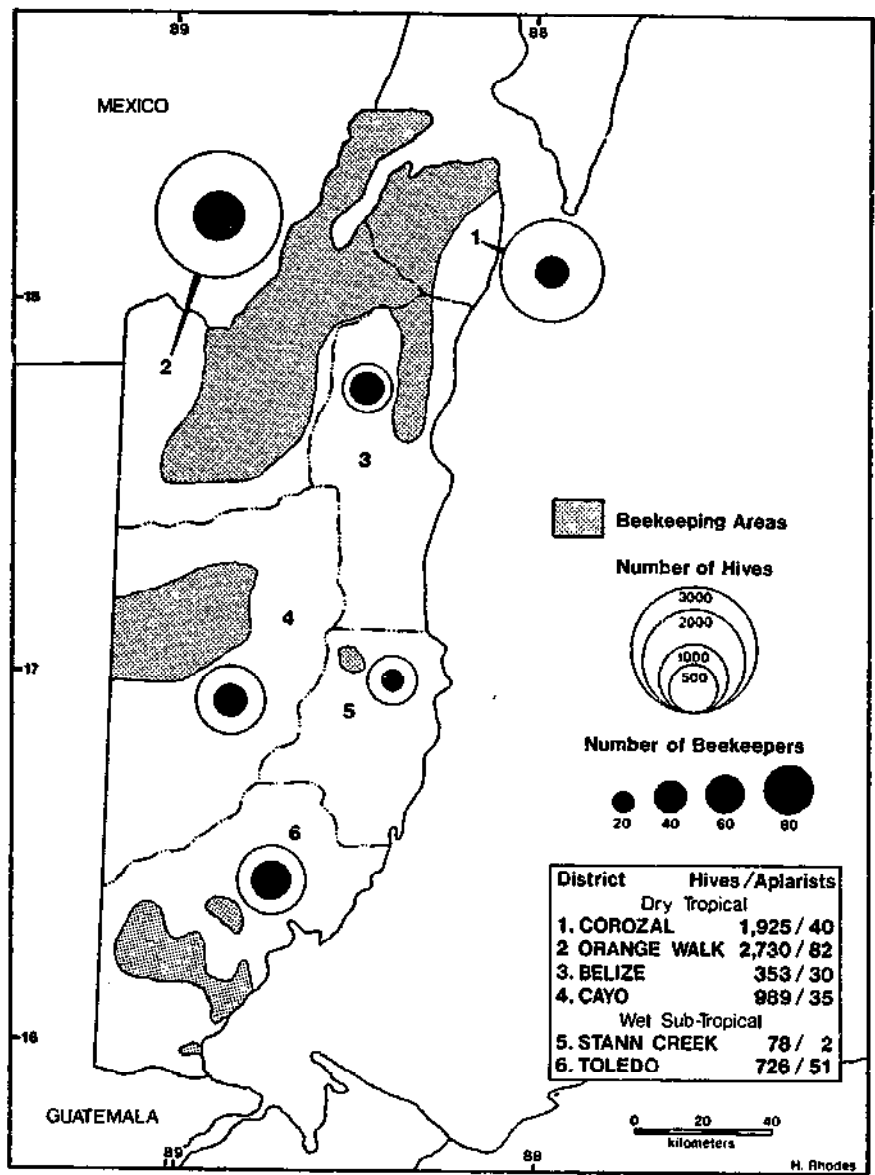 89
88
MEXICO
1
18
2
3
Beekeeping Areas
Number of Hives
3000
2000
1000
500
4
17
5
Number of Beekeepers
20 40 60 80
6
District Hives/Apiarists
Dry Tropical
1. COROZAL 1,925/40
2 ORANGE WALK 2,730/82
3. BELIZE 353/30
4. CAYO 989/35
Wet Sub-Tropical
5. STANN CREEK 78/ 2
6. TOLEDO 726/51
16
GUATEMALA
0 20 40
kilometers
89
88
H. Rhodes